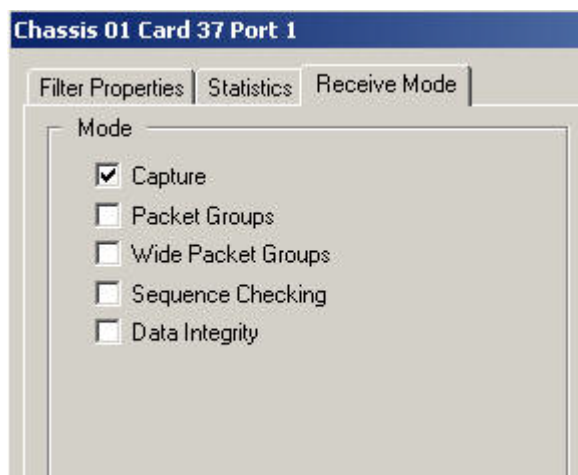 Chassis 01 Card 37 Port 1
Filter Properties Statistics Receive Mode
Mode
Capture
Packet Groups
Wide Packet Groups
Sequence Checking
Data Integrity